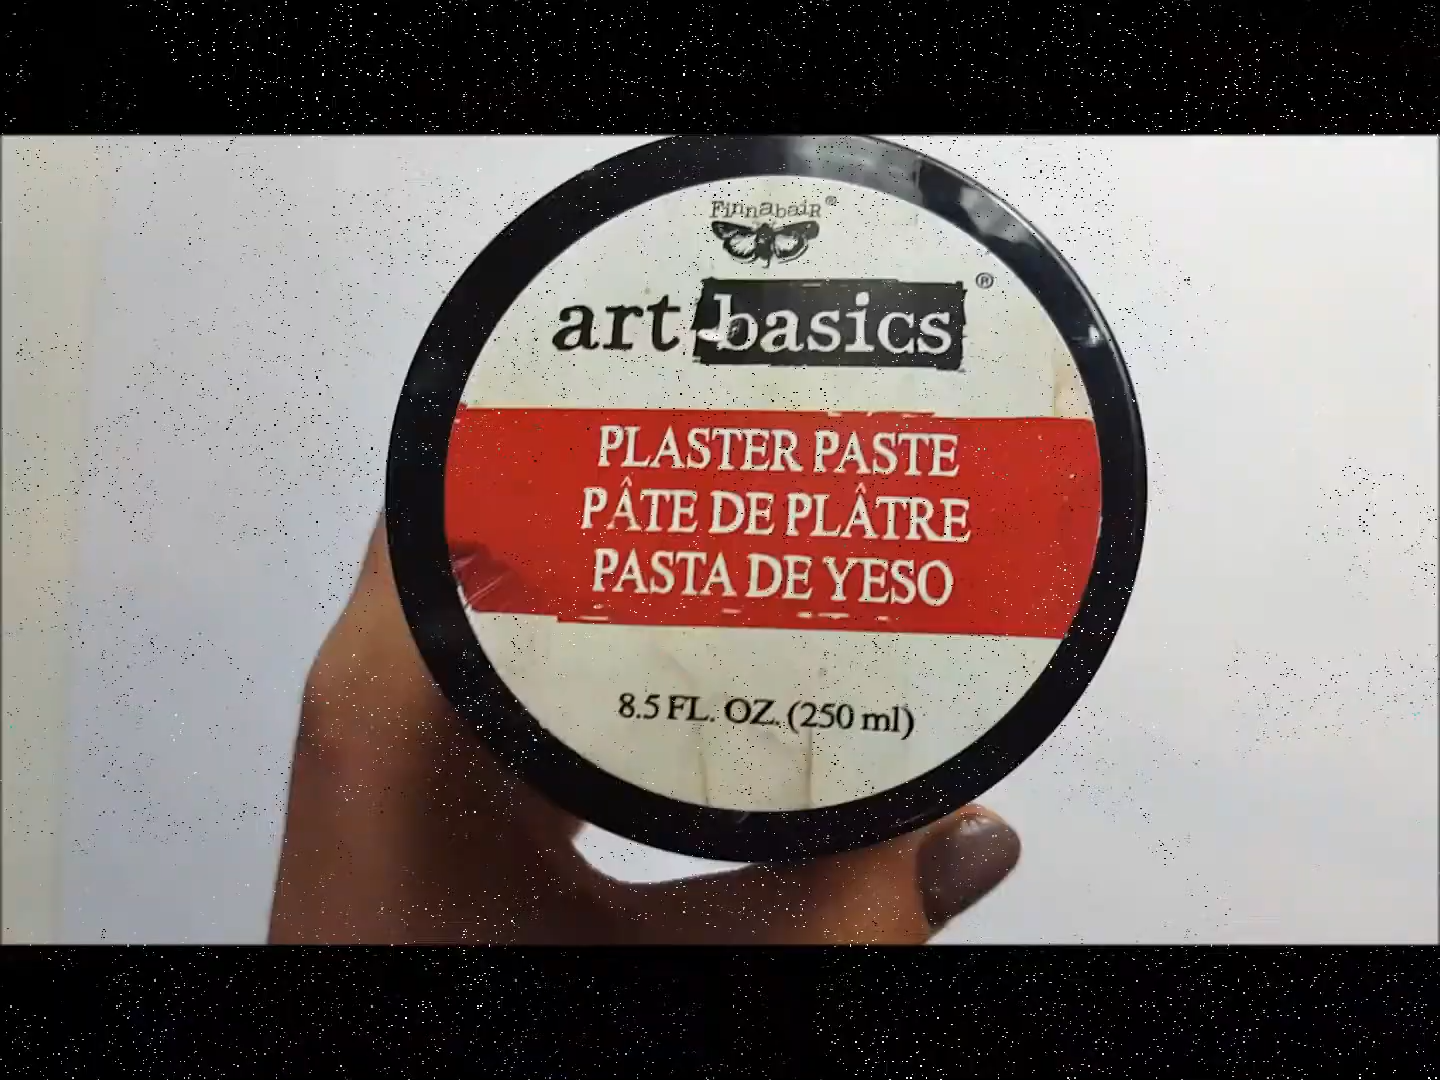 Finnabair®
art basics®
PLASTER PASTE
PÂTE DE PLÂTRE
PASTA DE YESO
8.5 FL. OZ. (250 ml)